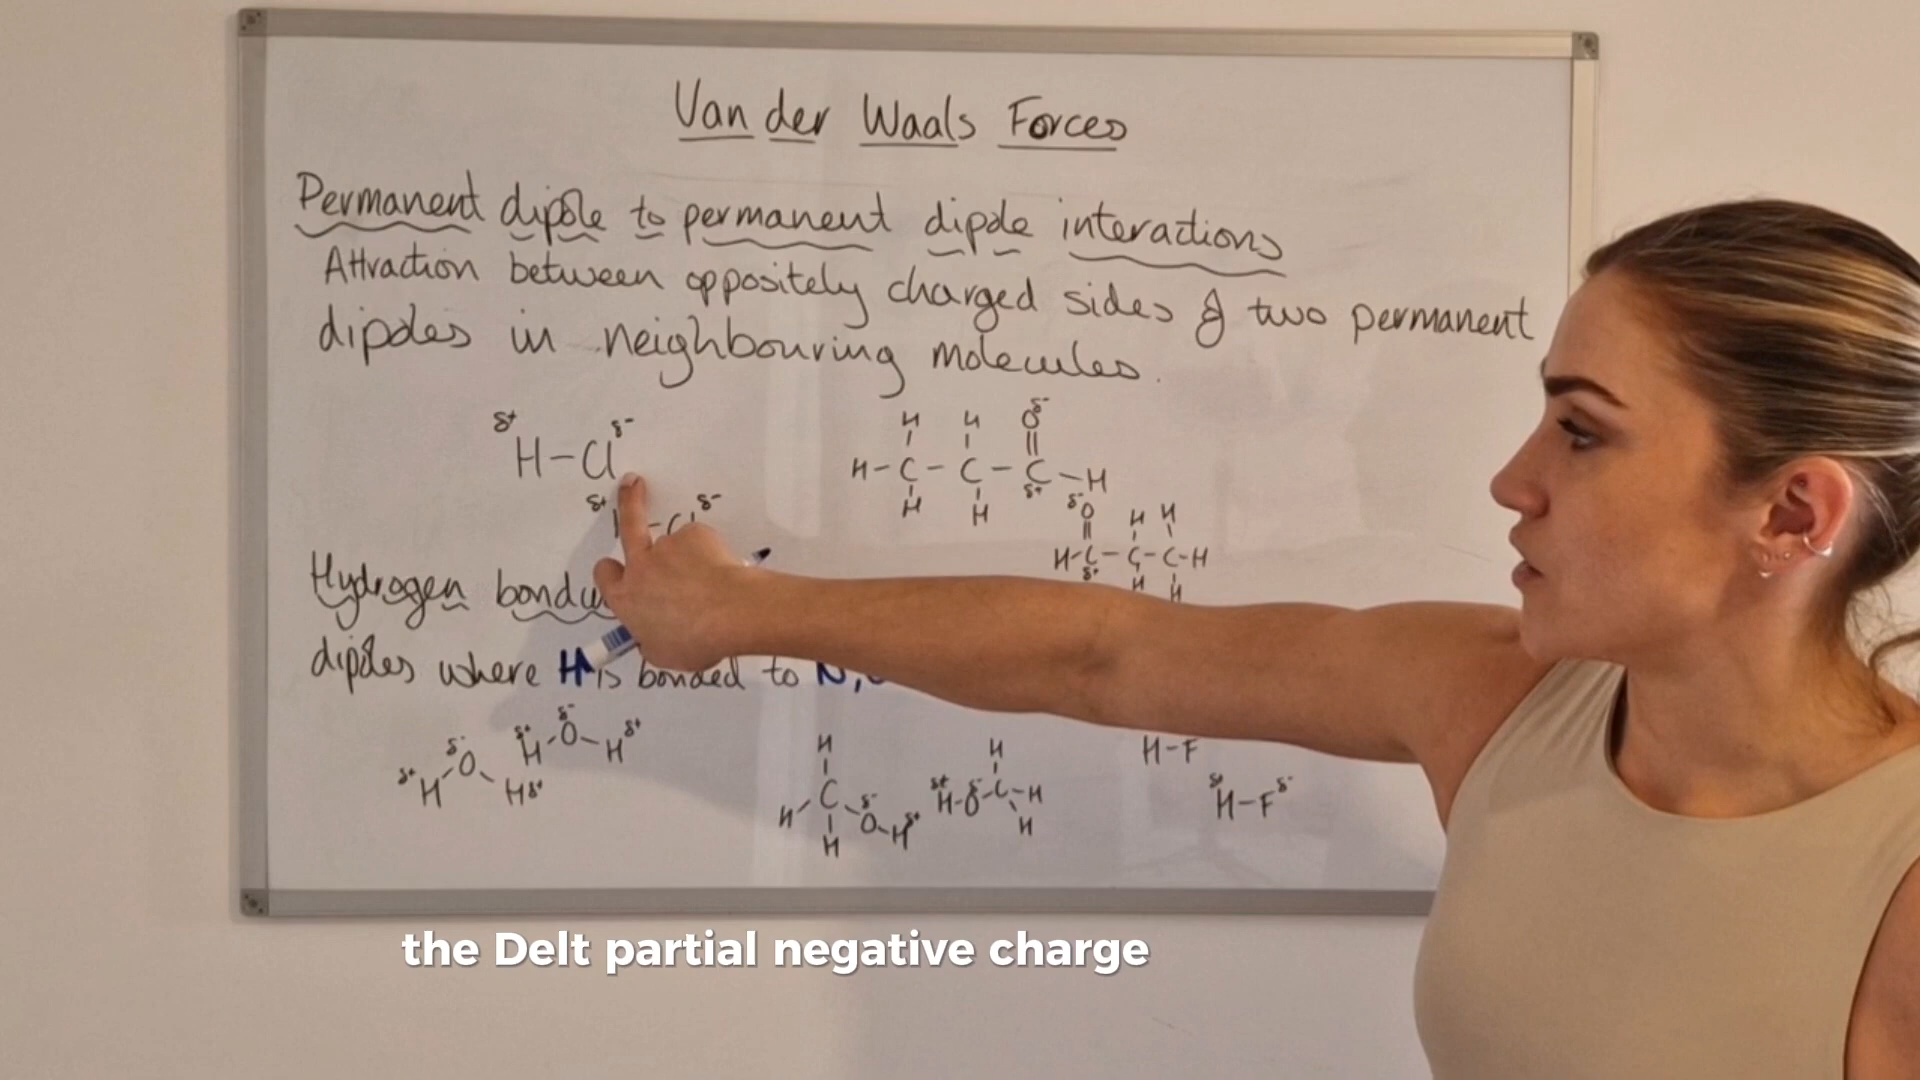 Van der Waals Forces
Permanent dipole to permanent dipole interactions
Attraction between oppositely charged sides of two permanent
dipoles in neighbouring molecules.
δ+ H-Cl δ-
δ+ -Cl δ-
H H O δ-
H-C-C-C-H
H H δ+
δ- O H H
H-C-C-C-H
δ+ H H
Hydrogen
dipoles where H is bonded to N,
δ+ H δ- O H δ+
δ+ H δ- O H δ+
H
H C δ- O-H δ+
H
H
δ+ H-O δ- C-H
H
H-F
δ+ H-F δ-
the Delt partial negative charge